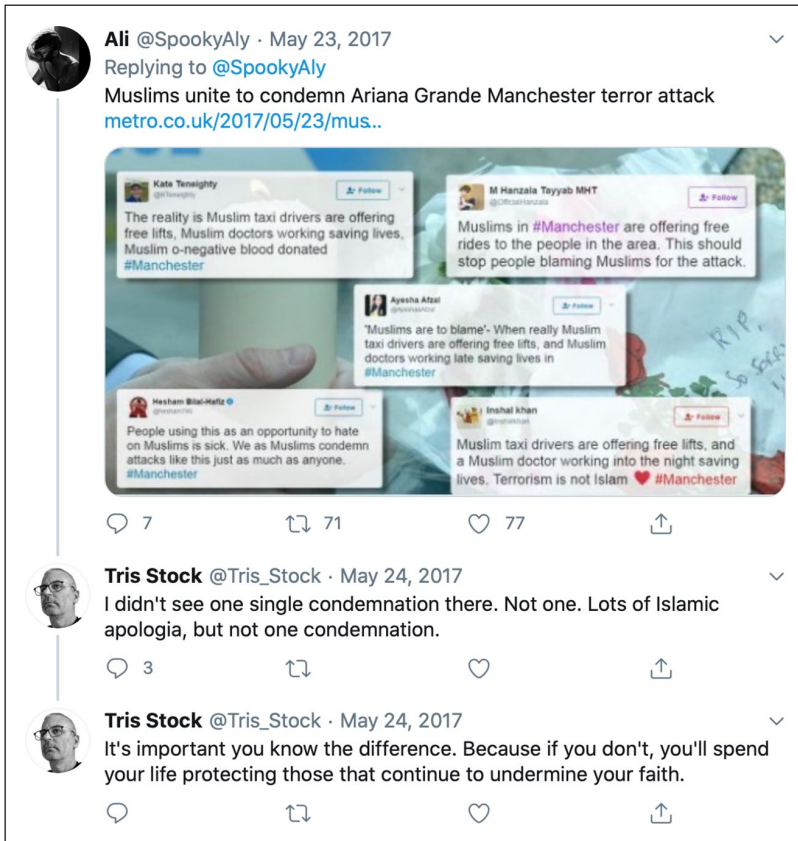 Ali @SpookyAly · May 23, 2017
Replying to @SpookyAly
Muslims unite to condemn Ariana Grande Manchester terror attack
metro.co.uk/2017/05/23/mus...
Kate Teneighty
Follow
The reality is Muslim taxi drivers are offering
free lifts, Muslim doctors working saving lives,
Muslim o-negative blood donated
#Manchester
M Hanzala Tayyab MHT
@OfficialHanzala
Follow
Muslims in #Manchester are offering free
rides to the people in the area. This should
stop people blaming Muslims for the attack.
Ayesha Afzal
Follow
'Muslims are to blame'- When really Muslim
taxi drivers are offering free lifts, and Muslim
doctors working late saving lives in
#Manchester
Hesham Bilal-Hafiz
Follow
People using this as an opportunity to hate
on Muslims is sick. We as Muslims condemn
attacks like this just as much as anyone.
#Manchester
Inshal khan
Follow
Muslim taxi drivers are offering free lifts, and
a Muslim doctor working into the night saving
lives. Terrorism is not Islam ♥ #Manchester
RIP.
So SORRY
7 71 77
Tris Stock @Tris_Stock · May 24, 2017
I didn't see one single condemnation there. Not one. Lots of Islamic
apologia, but not one condemnation.
3
Tris Stock @Tris_Stock · May 24, 2017
It's important you know the difference. Because if you don't, you'll spend
your life protecting those that continue to undermine your faith.